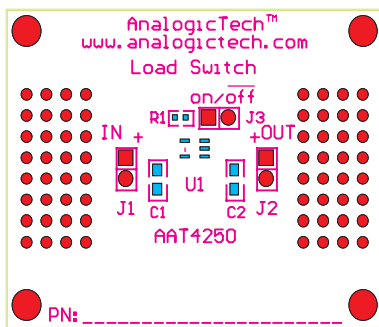 AnalogicTech™
www.analogictech.com
Load Switch
on/off
R1 J3
IN + +OUT
U1
J1 C1 C2 J2
AAT4250
PN:______________________